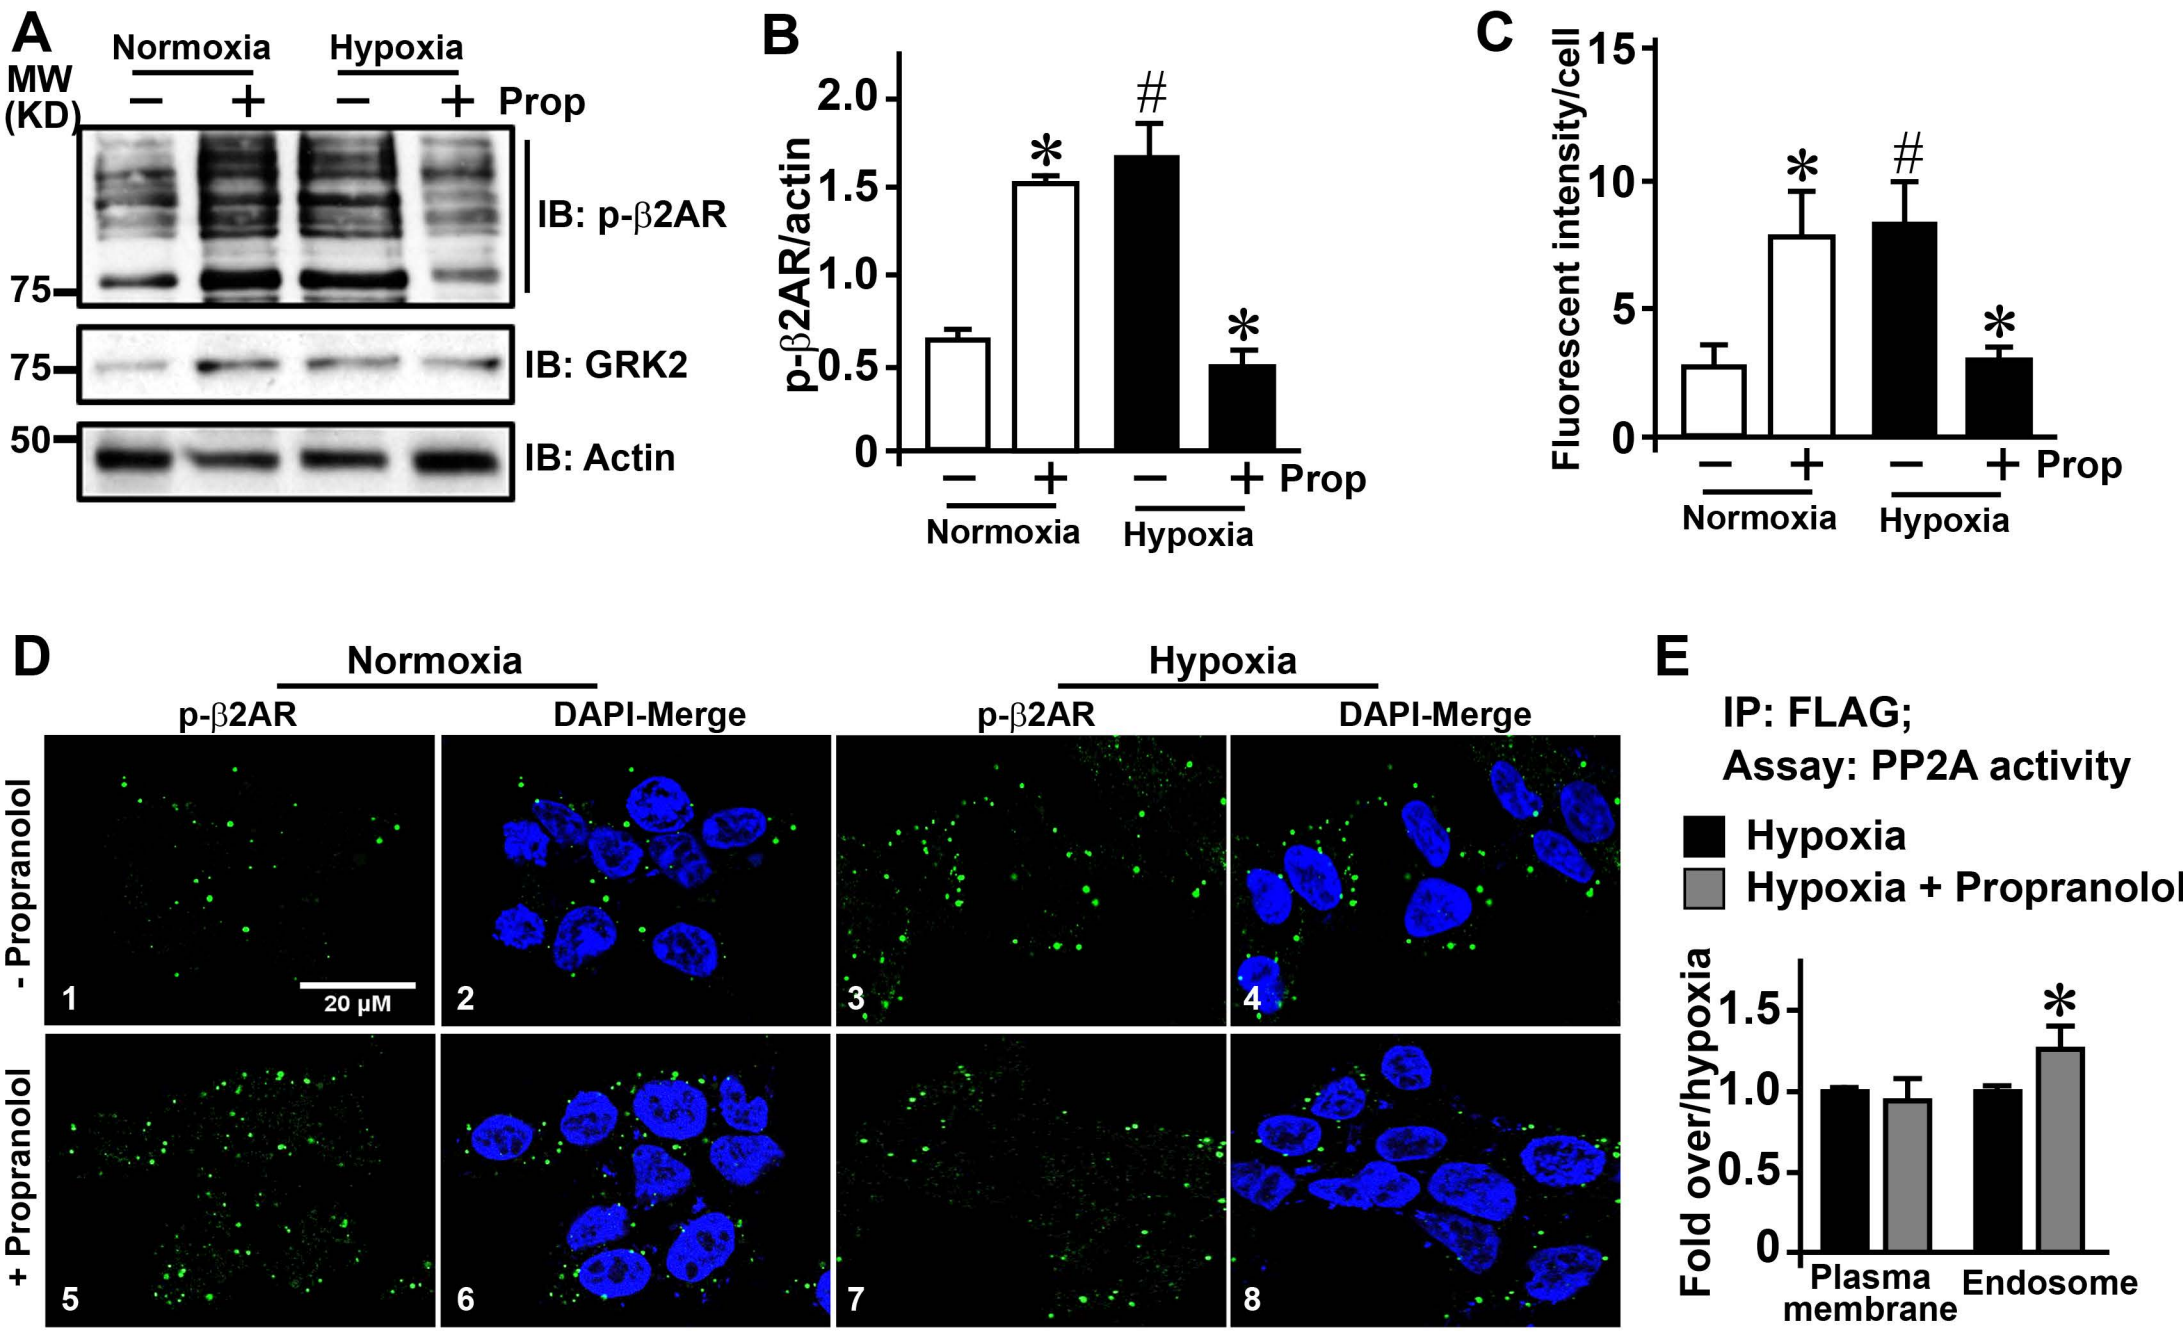 A
Normoxia Hypoxia
MW
(KD)
− + − + Prop
IB: p-β2AR
75
75
IB: GRK2
50
IB: Actin
B
p-β2AR/actin
2.0
1.5
1.0
0.5
0
*
#
*
− + − + Prop
Normoxia Hypoxia
C
Fluorescent intensity/cell
15
10
5
0
*
#
*
− + − + Prop
Normoxia Hypoxia
D
Normoxia Hypoxia
p-β2AR DAPI-Merge p-β2AR DAPI-Merge
- Propranolol
20 µM
1 2 3 4
+ Propranolol
5 6 7 8
E
IP: FLAG;
Assay: PP2A activity
Hypoxia
Hypoxia + Propranolol
Fold over/hypoxia
1.5
1.0
0.5
0
*
Plasma
membrane
Endosome